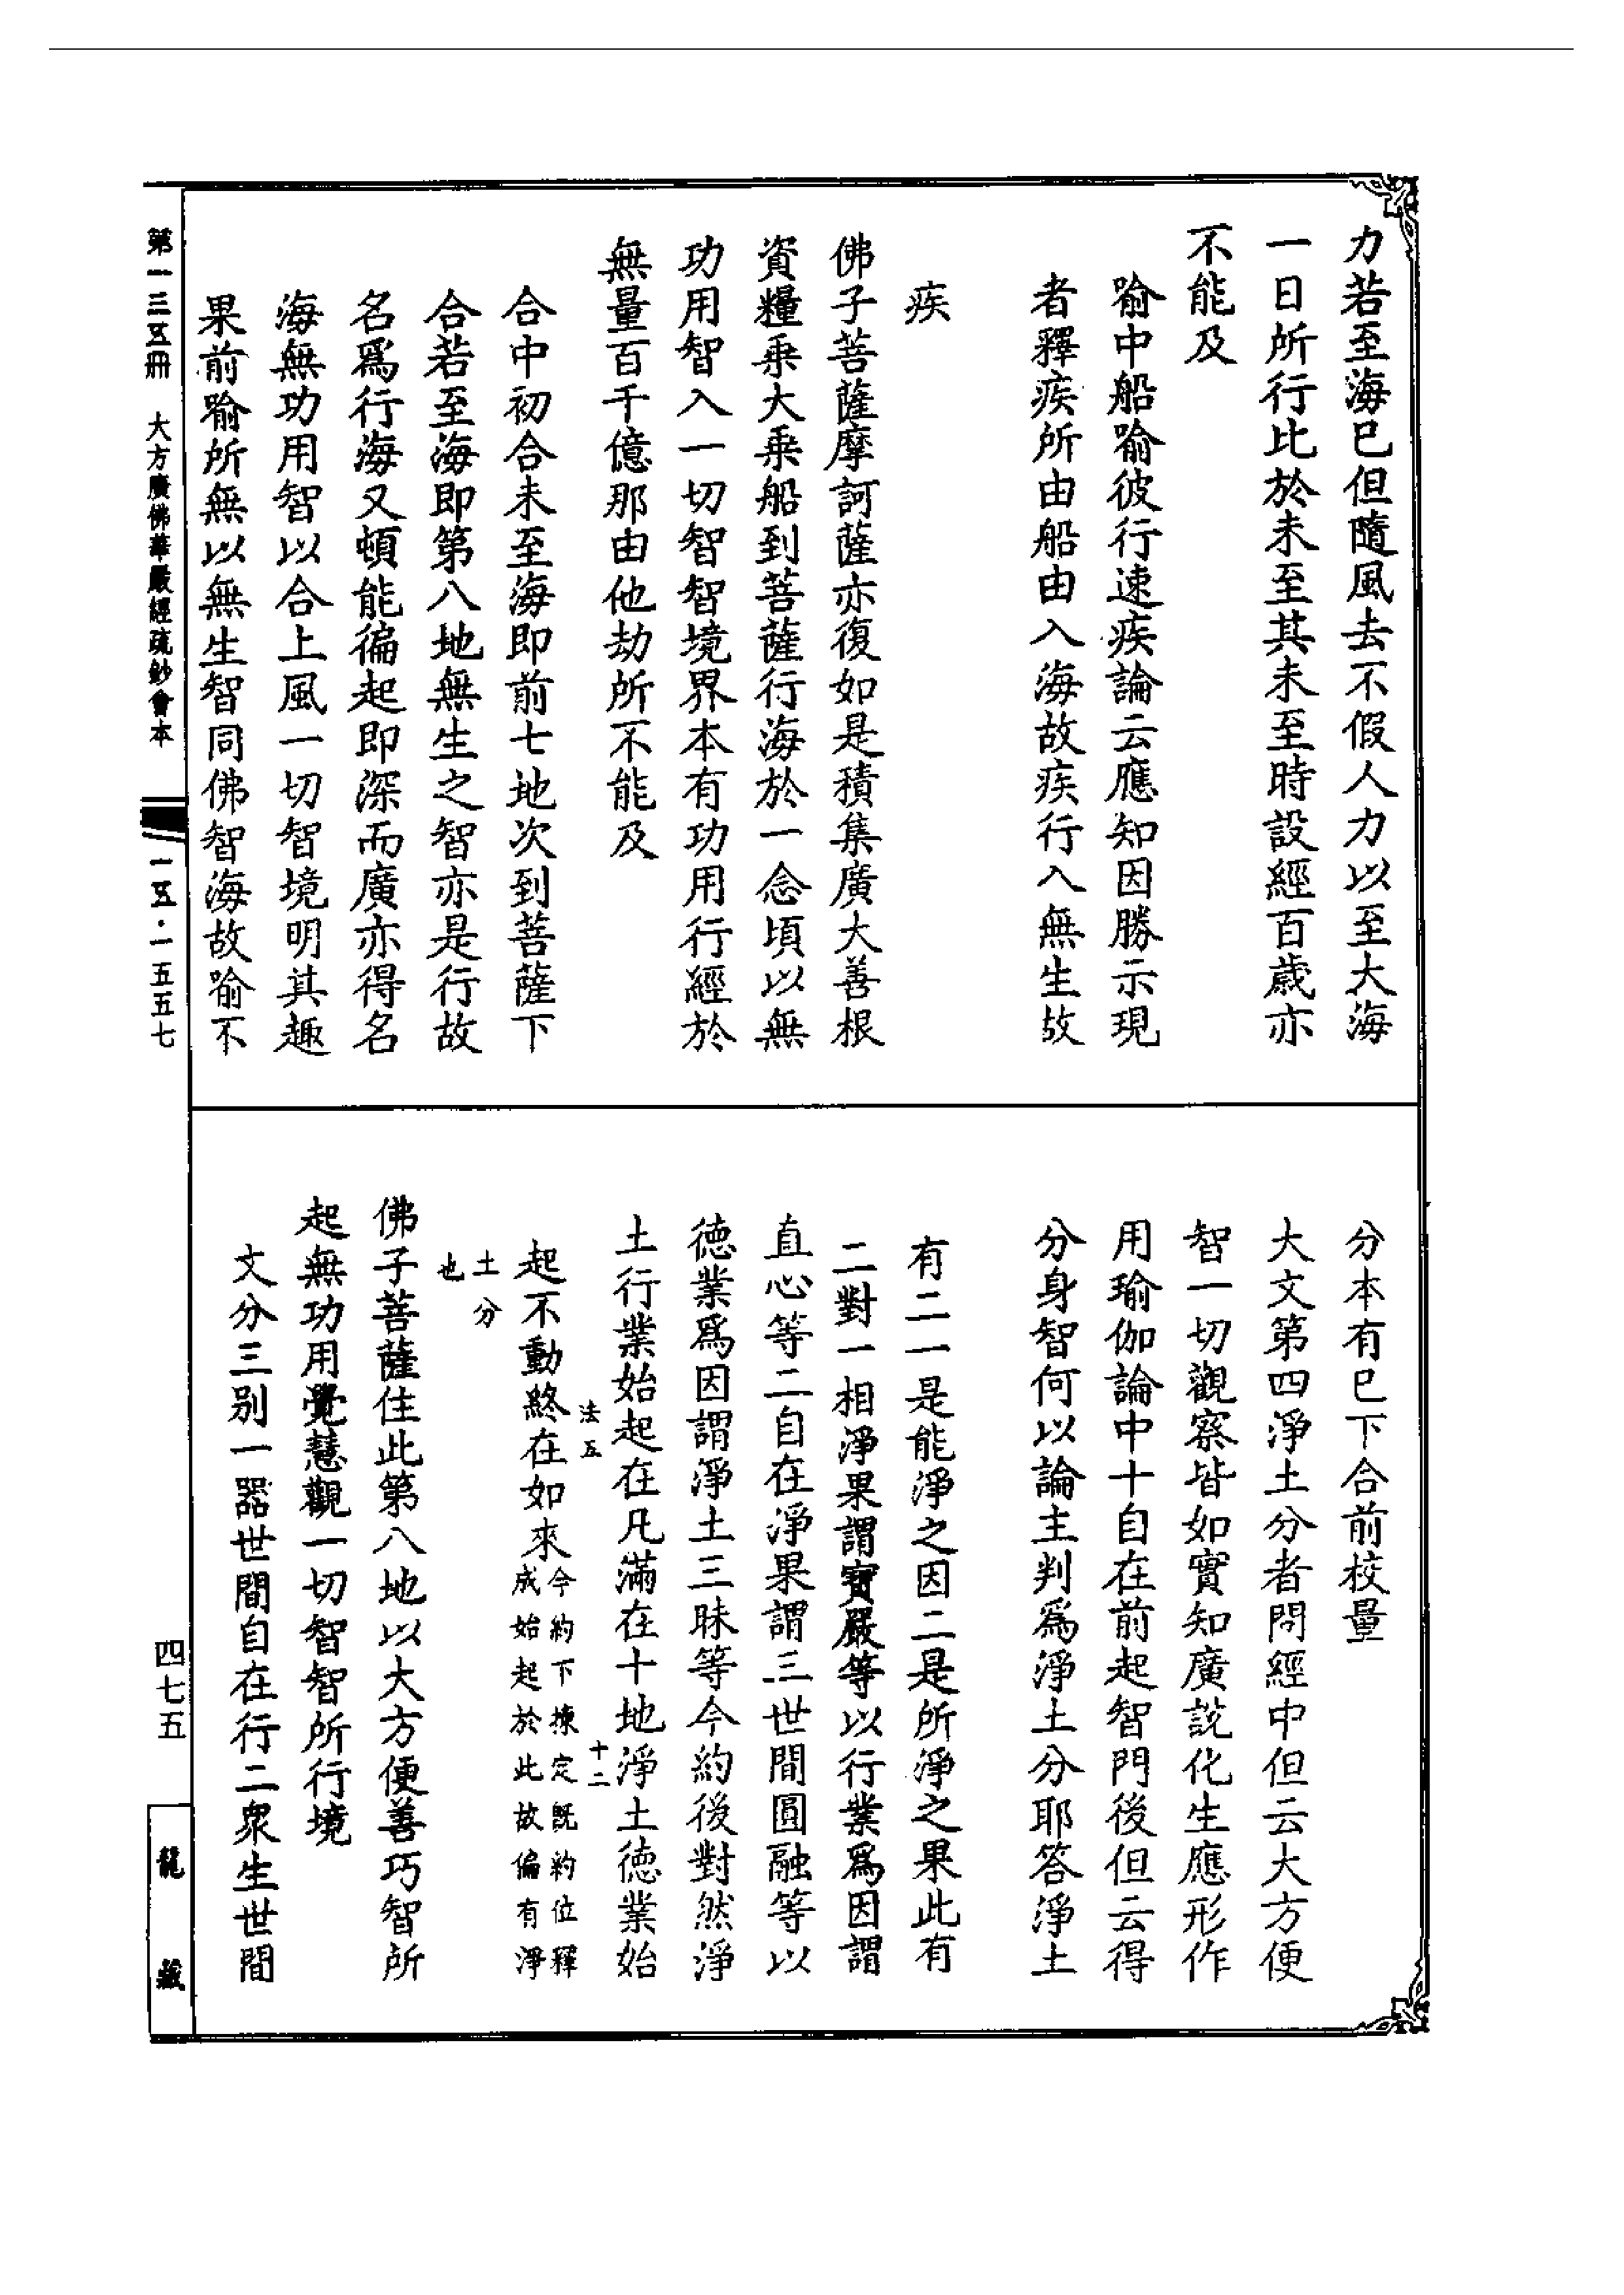 力若至海已但隨風去不假人力以至大海
一日所行比於未至其未至時設經百歲亦
不能及
喻中船喻彼行速疾論云應知因勝示現
者釋疾所由船由入海故疾行入無生故
疾
佛子菩薩摩訶薩亦復如是積集廣大善根
資糧乗大乗船到菩薩行海於一念頃以無
功用智入一切智智境界本有功用行經於
無量百千億那由他劫所不能及
合中初合未至海即前七地次到菩薩下
合若至海即第八地無生之智亦是行故
名爲行海又頓能徧起即深而廣亦得名
海無功用智以合上風一切智境明其趣
果前喻所無以無生智同佛智海故喻不
分本有已下合前校量
大文第四淨土分者問經中但云大方便
智一切觀察皆如實知廣説化生應形作
用瑜伽論中十自在前起智門後但云得
分身智何以論主判爲淨土分耶答淨土
有二一是能淨之因二是所淨之果此有
二對一相淨果謂寶嚴等以行業爲因謂
直心等二自在淨果謂三世間圓融等以
德業爲因謂淨土三昧等今約後對然淨
土行業始起在凡滿在十地淨土德業始
法五
十二
起不動終在如來今約下揀定既約位釋
成始起於此故偏有淨
土分
也
佛子菩薩住此第八地以大方便善巧智所
起無功用覺慧觀一切智智所行境
文分三别一器世間自在行二衆生世間
第一三五冊 大方廣佛華嚴經疏鈔會本 一五·一五五七
四七五
龍藏